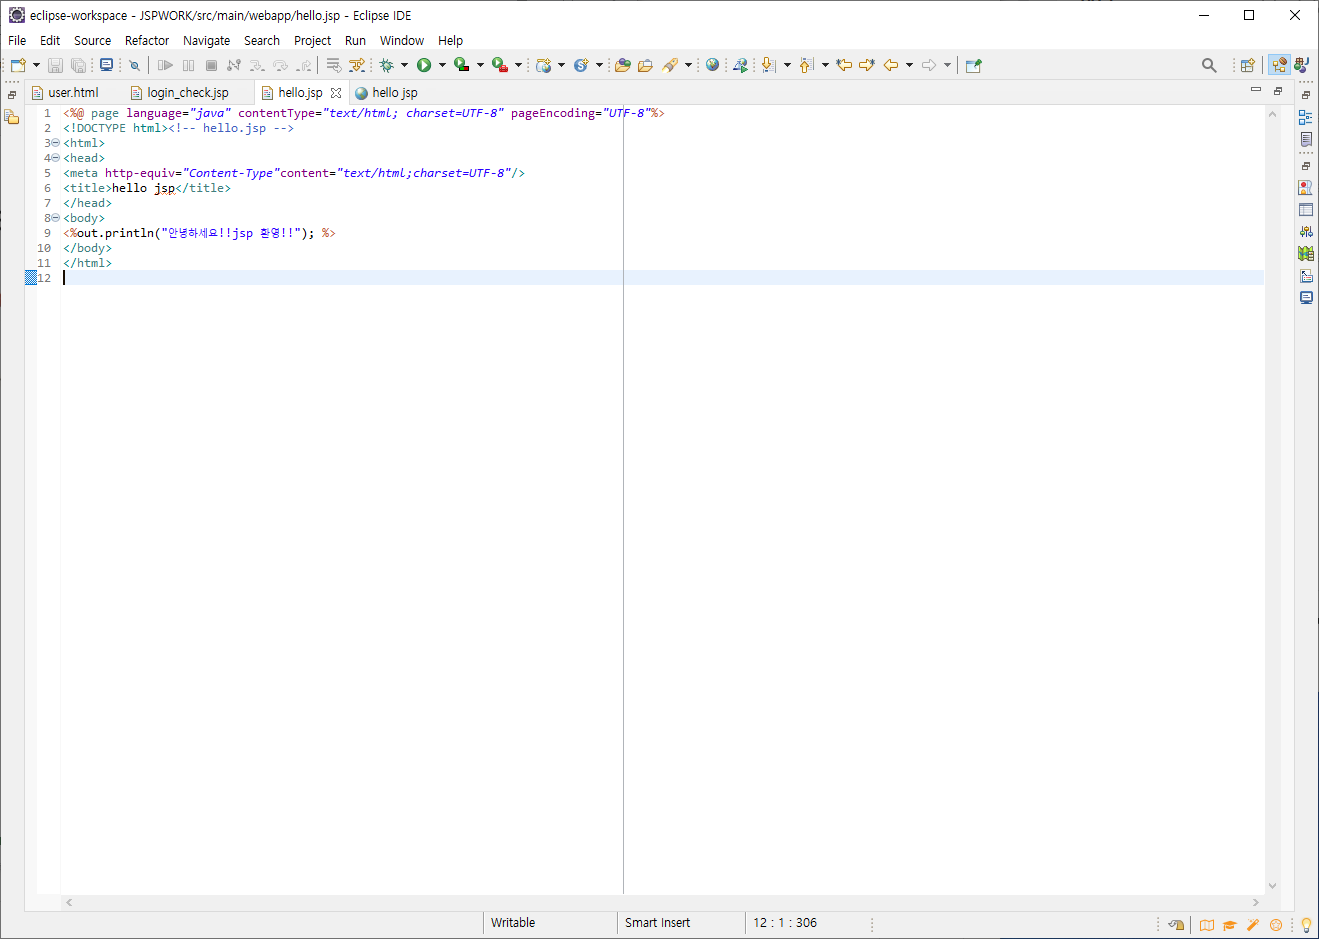 eclipse-workspace - JSPWORK/src/main/webapp/hello.jsp - Eclipse IDE
File Edit Source Refactor Navigate Search Project Run Window Help
user.html login_check.jsp hello.jsp hello jsp
1 <%@ page language="java" contentType="text/html; charset=UTF-8" pageEncoding="UTF-8"%>
2 <!DOCTYPE html><!-- hello.jsp -->
3 <html>
4 <head>
5 <meta http-equiv="Content-Type"content="text/html;charset=UTF-8"/>
6 <title>hello jsp</title>
7 </head>
8 <body>
9 <%out.println("안녕하세요!!jsp 환영!!"); %>
10 </body>
11 </html>
12
Writable Smart Insert 12 : 1 : 306